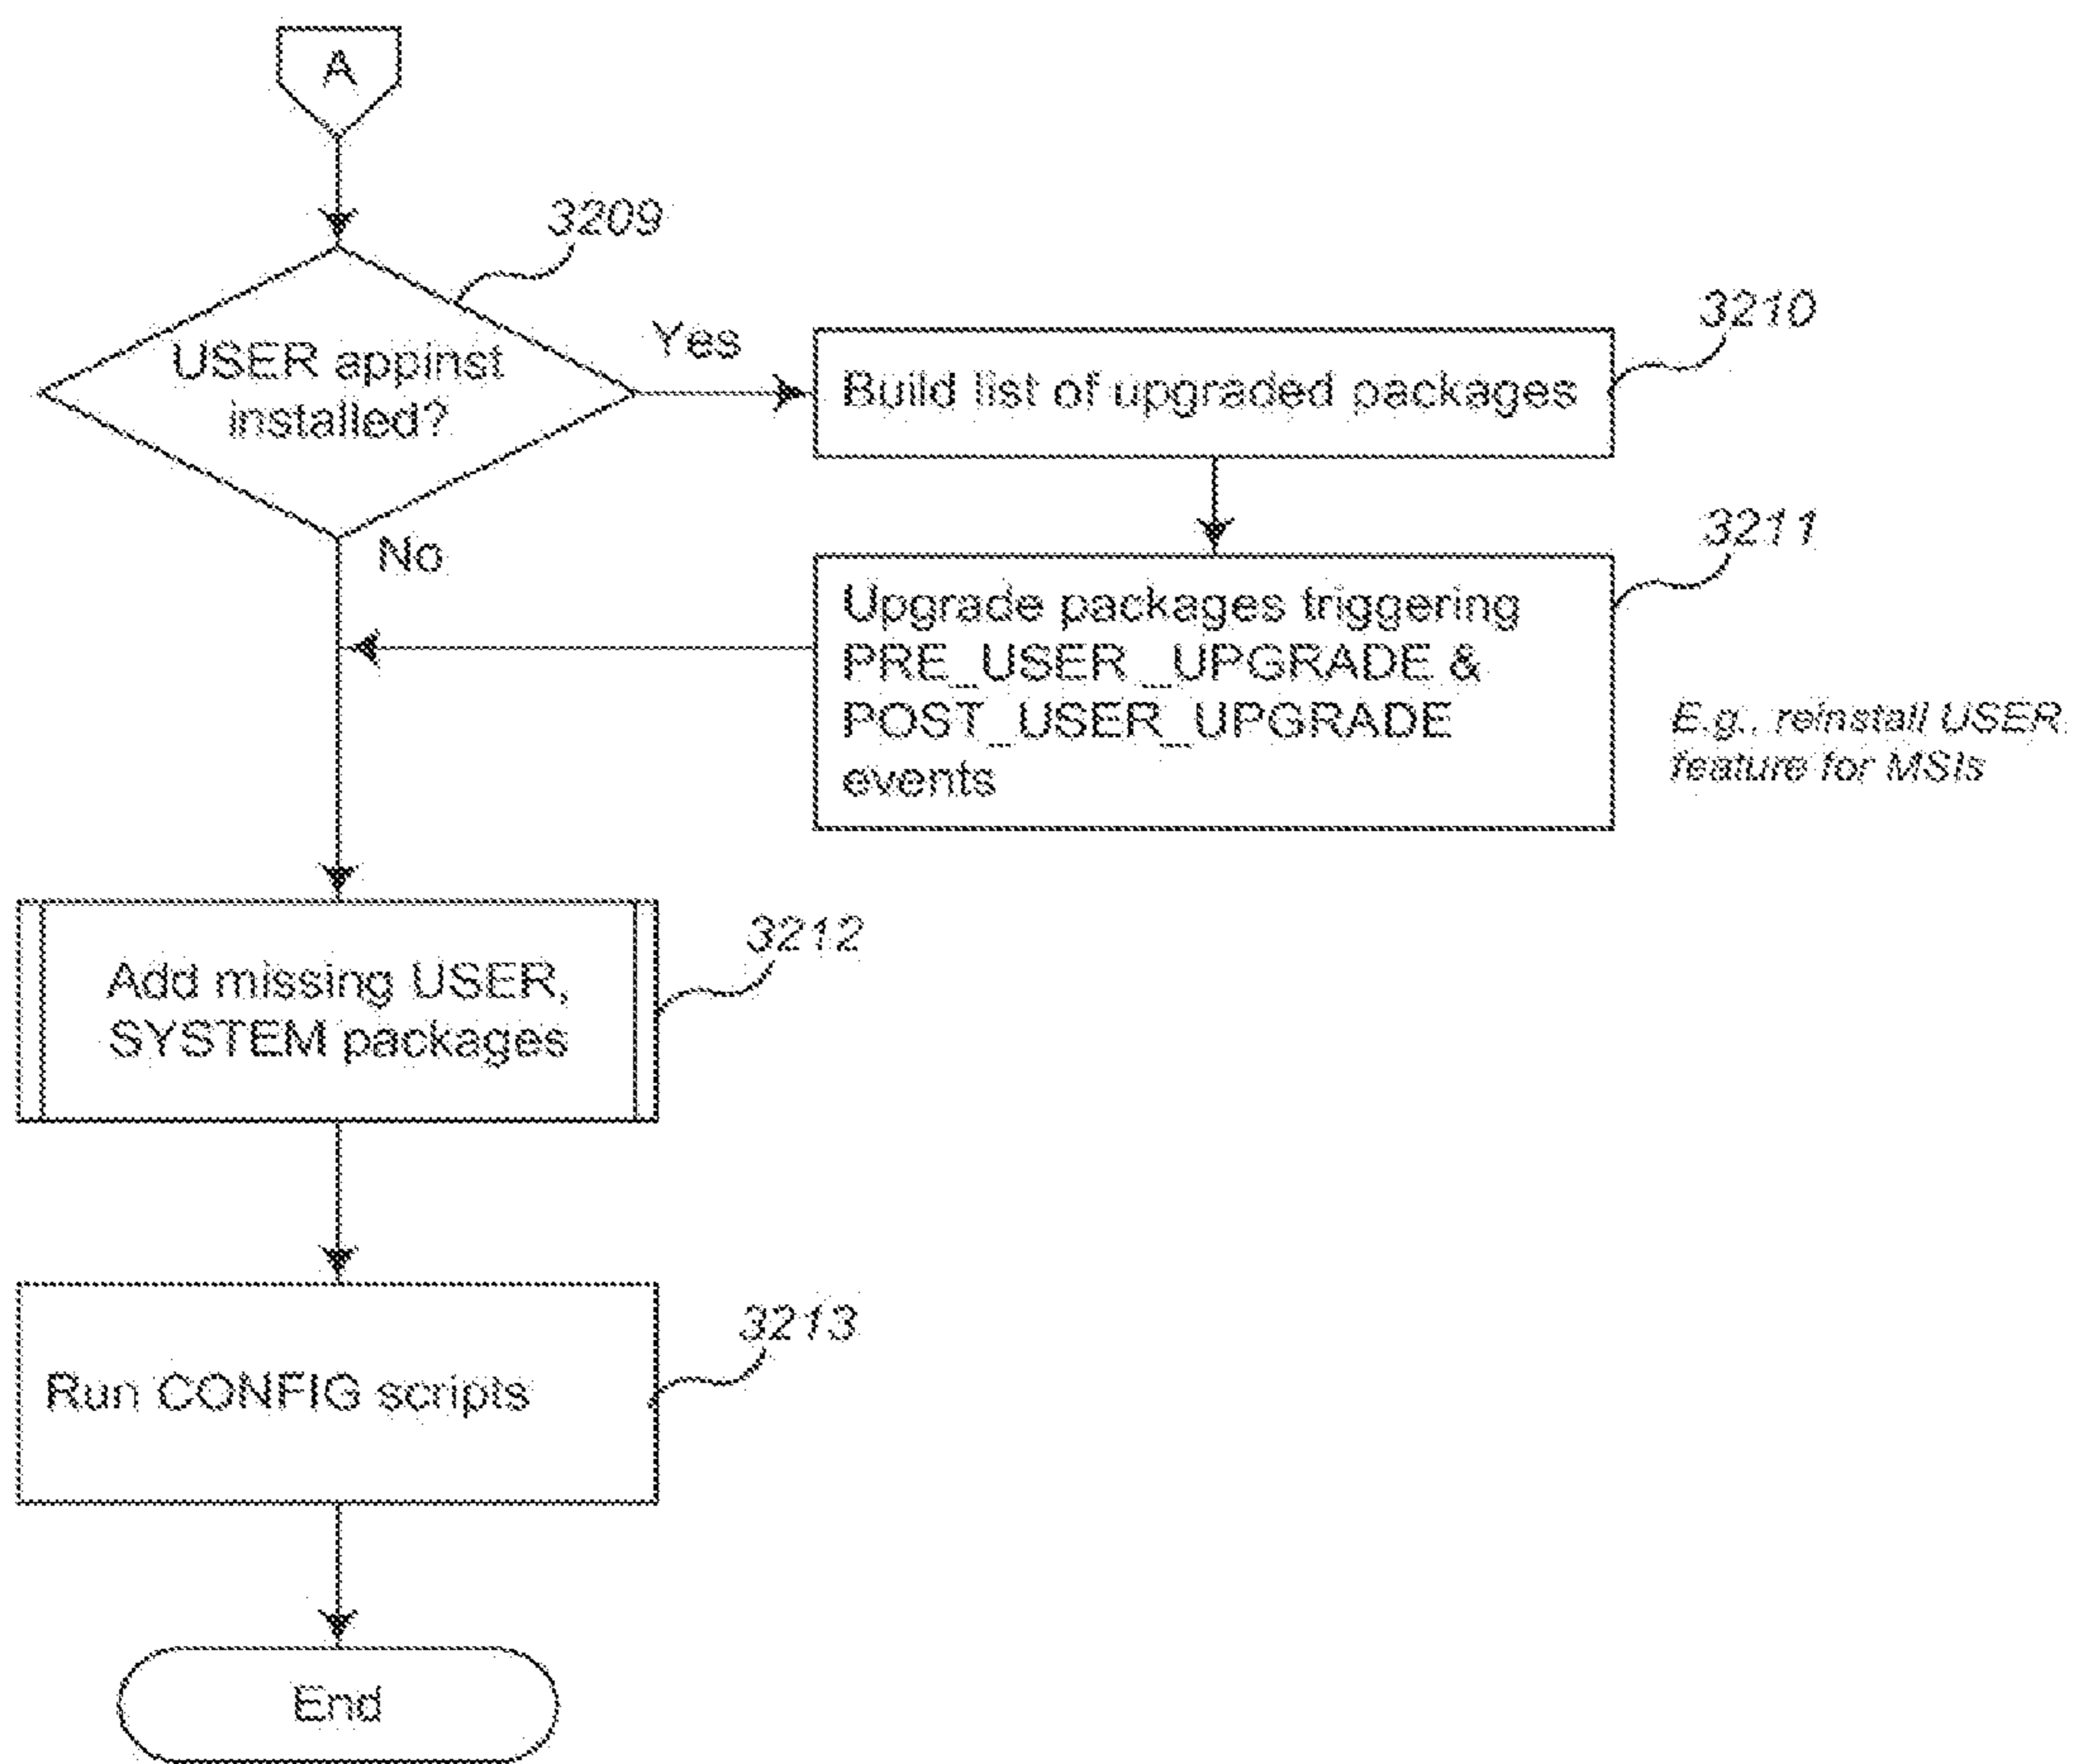 A
3209
USER appinst
installed?
Yes
3210
Build list of upgraded packages
No
3211
Upgrade packages triggering
PRE_USER_UPGRADE &
POST_USER_UPGRADE
events
E.g., reinstall USER
feature for MSIs
3212
Add missing USER,
SYSTEM packages
3213
Run CONFIG scripts
End